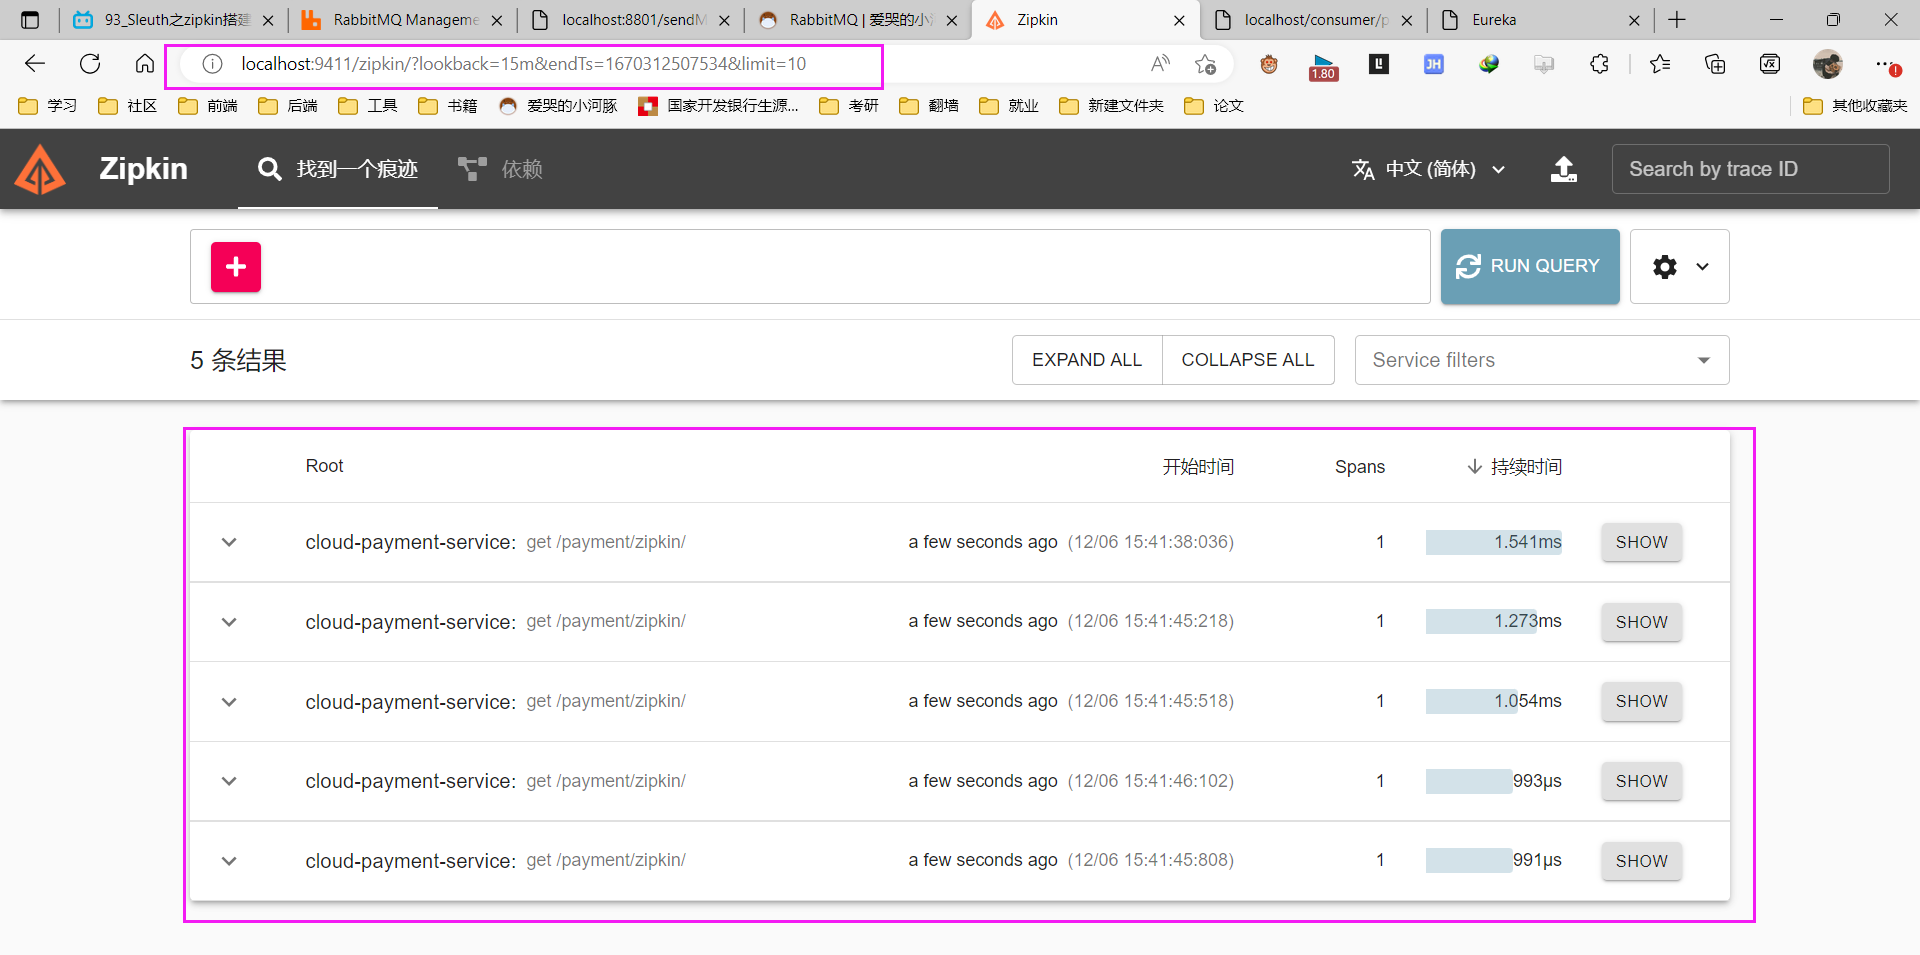 93_Sleuth之zipkin搭建
RabbitMQ Manageme
localhost:8801/sendM
RabbitMQ | 爱哭的小河
Zipkin
localhost/consumer/p
Eureka
localhost:9411/zipkin/?lookback=15m&endTs=1670312507534&limit=10
1.80
JH
学习
社区
前端
后端
工具
书籍
爱哭的小河豚
国家开发银行生源...
考研
翻墙
就业
新建文件夹
论文
其他收藏夹
Zipkin
找到一个痕迹
依赖
中文 (简体)
Search by trace ID
RUN QUERY
5 条结果
EXPAND ALL
COLLAPSE ALL
Service filters
Root 开始时间 Spans 持续时间
cloud-payment-service: get /payment/zipkin/ a few seconds ago (12/06 15:41:38:036) 1 1.541ms SHOW
cloud-payment-service: get /payment/zipkin/ a few seconds ago (12/06 15:41:45:218) 1 1.273ms SHOW
cloud-payment-service: get /payment/zipkin/ a few seconds ago (12/06 15:41:45:518) 1 1.054ms SHOW
cloud-payment-service: get /payment/zipkin/ a few seconds ago (12/06 15:41:46:102) 1 993μs SHOW
cloud-payment-service: get /payment/zipkin/ a few seconds ago (12/06 15:41:45:808) 1 991μs SHOW